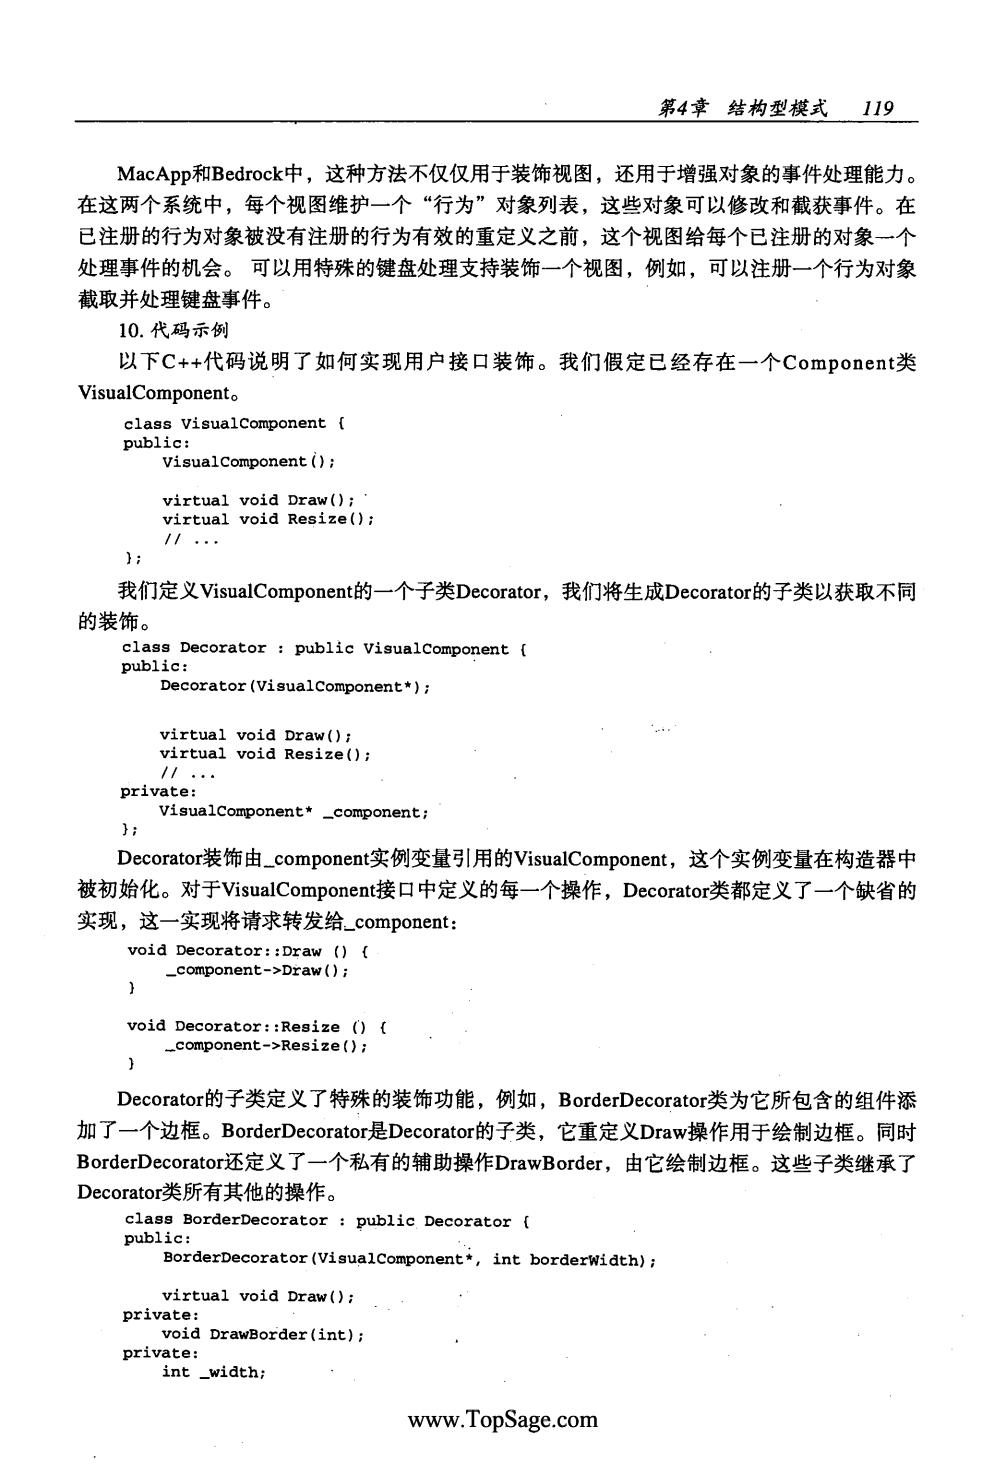 第4章 结构型模式 119
MacApp和Bedrock中，这种方法不仅仅用于装饰视图，还用于增强对象的事件处理能力。
在这两个系统中，每个视图维护一个“行为”对象列表，这些对象可以修改和截获事件。在
已注册的行为对象被没有注册的行为有效的重定义之前，这个视图给每个已注册的对象一个
处理事件的机会。 可以用特殊的键盘处理支持装饰一个视图，例如，可以注册一个行为对象
截取并处理键盘事件。
10. 代码示例
以下C++代码说明了如何实现用户接口装饰。我们假定已经存在一个Component类
VisualComponent。
class VisualComponent {
public:
VisualComponent();
virtual void Draw();
virtual void Resize();
// ...
};
我们定义VisualComponent的一个子类Decorator，我们将生成Decorator的子类以获取不同
的装饰。
class Decorator : public VisualComponent {
public:
Decorator(VisualComponent*);
virtual void Draw();
virtual void Resize();
// ...
private:
VisualComponent* _component;
};
Decorator装饰由_component实例变量引用的VisualComponent，这个实例变量在构造器中
被初始化。对于VisualComponent接口中定义的每一个操作，Decorator类都定义了一个缺省的
实现，这一实现将请求转发给_component：
void Decorator::Draw () {
_component->Draw();
}
void Decorator::Resize () {
_component->Resize();
}
Decorator的子类定义了特殊的装饰功能，例如，BorderDecorator类为它所包含的组件添
加了一个边框。BorderDecorator是Decorator的子类，它重定义Draw操作用于绘制边框。同时
BorderDecorator还定义了一个私有的辅助操作DrawBorder，由它绘制边框。这些子类继承了
Decorator类所有其他的操作。
class BorderDecorator : public Decorator {
public:
BorderDecorator(VisualComponent*, int borderWidth);
virtual void Draw();
private:
void DrawBorder(int);
private:
int _width;
www.TopSage.com